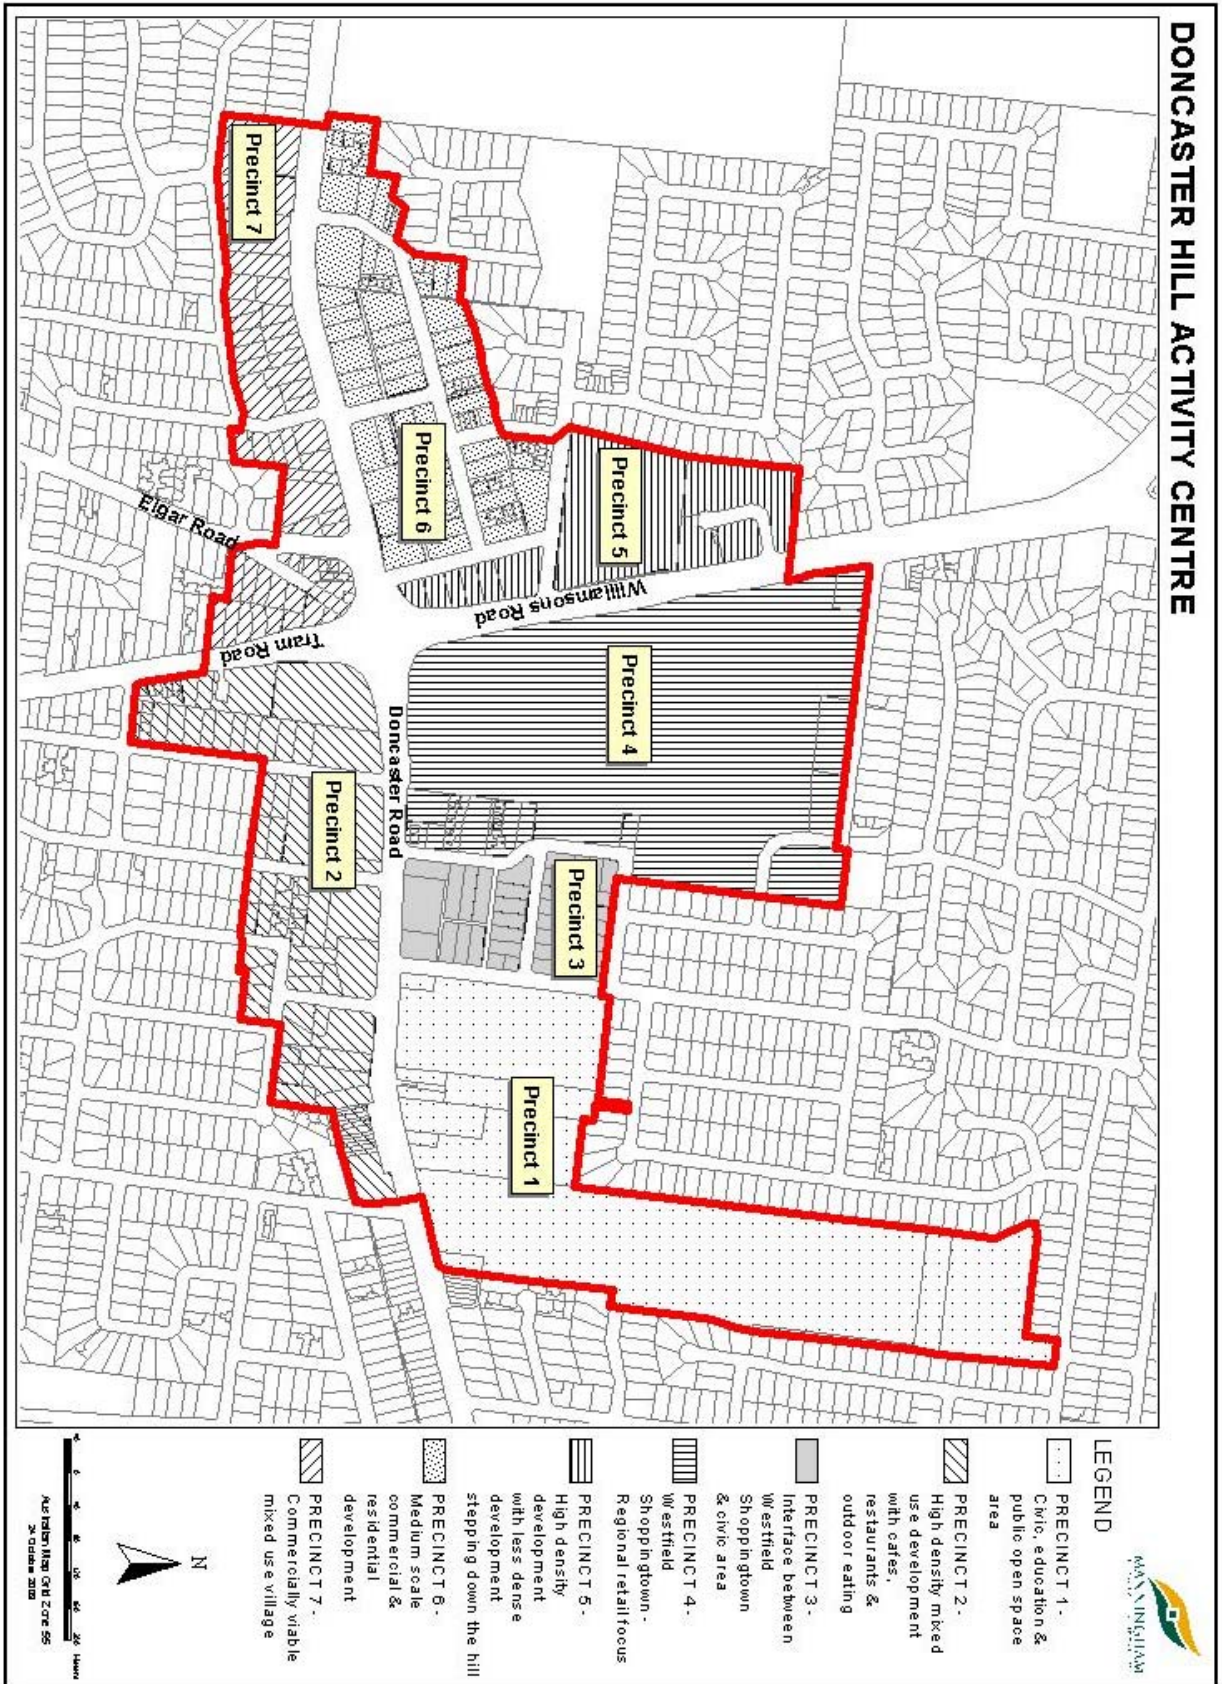 DONCASTER HILL ACTIVITY CENTRE
Precinct 7
Precinct 6
Precinct 5
Elgar Road
Williamsons Road
Tram Road
Precinct 4
Doncaster Road
Precinct 2
Precinct 3
Precinct 1
MANNINGHAM
LEGEND
PRECINCT 1 -
Civic, education &
public open space
area
PRECINCT 2 -
High density mixed
use development
with cafes,
restaurants &
outdoor eating
PRECINCT 3 -
Interface between
Westfield
Shoppingtown
& civic area
PRECINCT 4 -
Westfield
Shoppingtown -
Regional retail focus
PRECINCT 5 -
High density
development
with less dense
development
stepping down the hill
PRECINCT 6 -
Medium scale
commercial &
residential
development
PRECINCT 7 -
Commercially viable
mixed use village
N
Australian Map Grid Zone 55